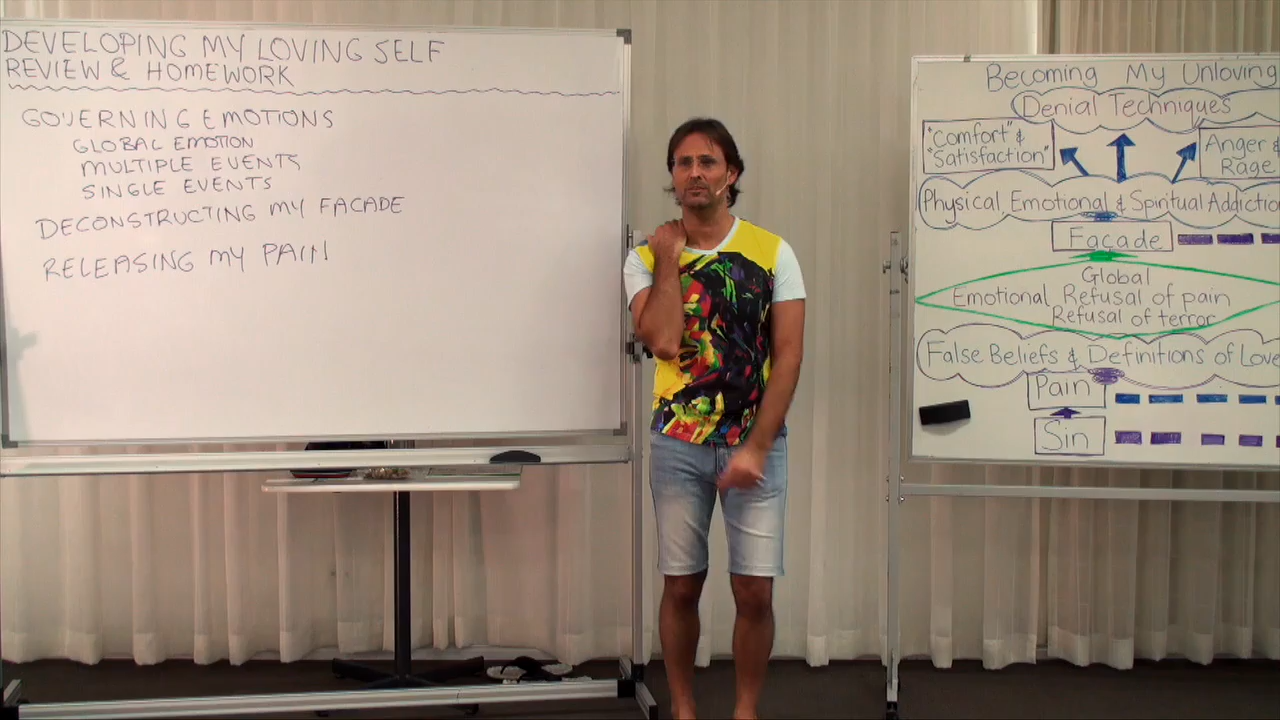 DEVELOPING MY LOVING SELF
REVIEW & HOMEWORK
GOVERNING EMOTIONS
GLOBAL EMOTION
MULTIPLE EVENTS
SINGLE EVENTS
DECONSTRUCTING MY FACADE
RELEASING MY PAIN
Becoming My Unloving
Denial Techniques
"Comfort" &
"Satisfaction"
Anger &
Rage
Physical Emotional & Spiritual Addictio
Façade
Global
Emotional Refusal of pain
Refusal of terror
False Beliefs & Definitions of Love
Pain
Sin